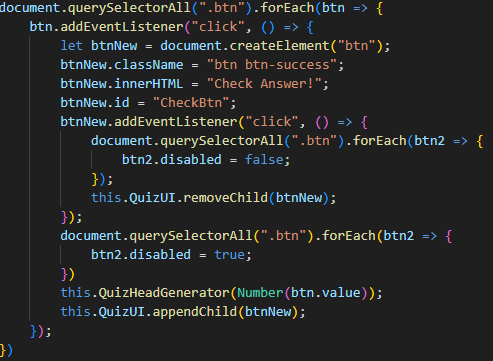 document.querySelectorAll(".btn").forEach(btn => {
    btn.addEventListener("click", () => {
        let btnNew = document.createElement("btn");
        btnNew.className = "btn btn-success";
        btnNew.innerHTML = "Check Answer!";
        btnNew.id = "CheckBtn";
        btnNew.addEventListener("click", () => {
            document.querySelectorAll(".btn").forEach(btn2 => {
                btn2.disabled = false;
            });
            this.QuizUI.removeChild(btnNew);
        });
        document.querySelectorAll(".btn").forEach(btn2 => {
            btn2.disabled = true;
        })
        this.QuizHeadGenerator(Number(btn.value));
        this.QuizUI.appendChild(btnNew);
    });
})